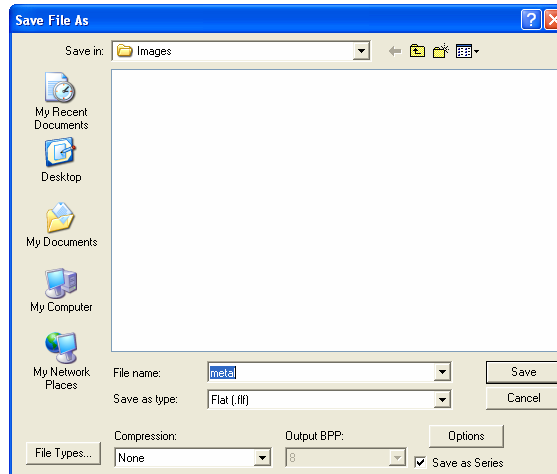 Save File As
Save in: Images
My Recent
Documents
Desktop
My Documents
My Computer
My Network
Places
File name: metal Save
Save as type: Flat (.flf) Cancel
Compression: Output BPP: Options
File Types... None 8 Save as Series